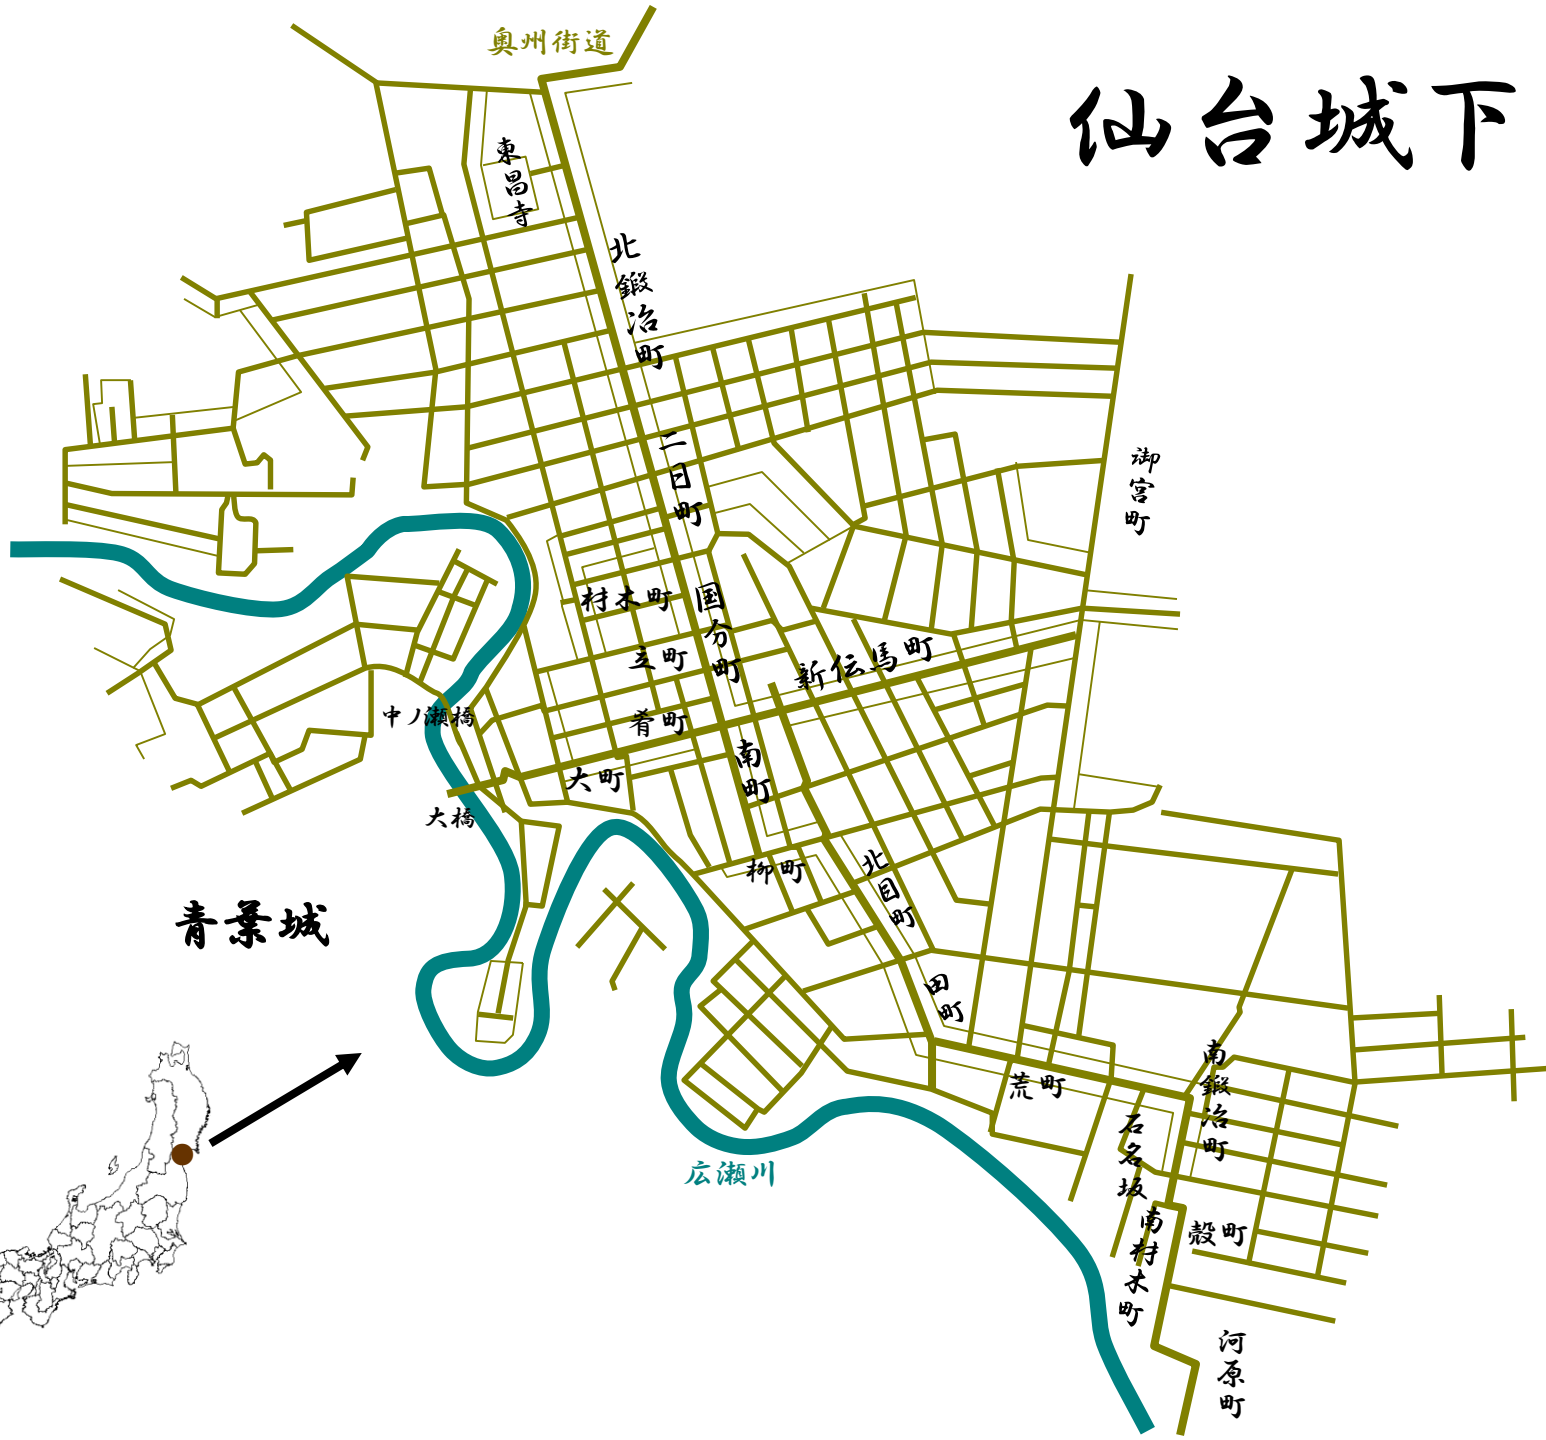 奥州街道
仙台城下
東昌寺
北鍛冶町
二日町
御宮町
材木町
国分町
立町
新伝馬町
中ノ瀬橋
肴町
南町
大町
大橋
柳町
北目町
青葉城
田町
南鍛冶町
荒町
石名坂
広瀬川
南材木町
殻町
河原町